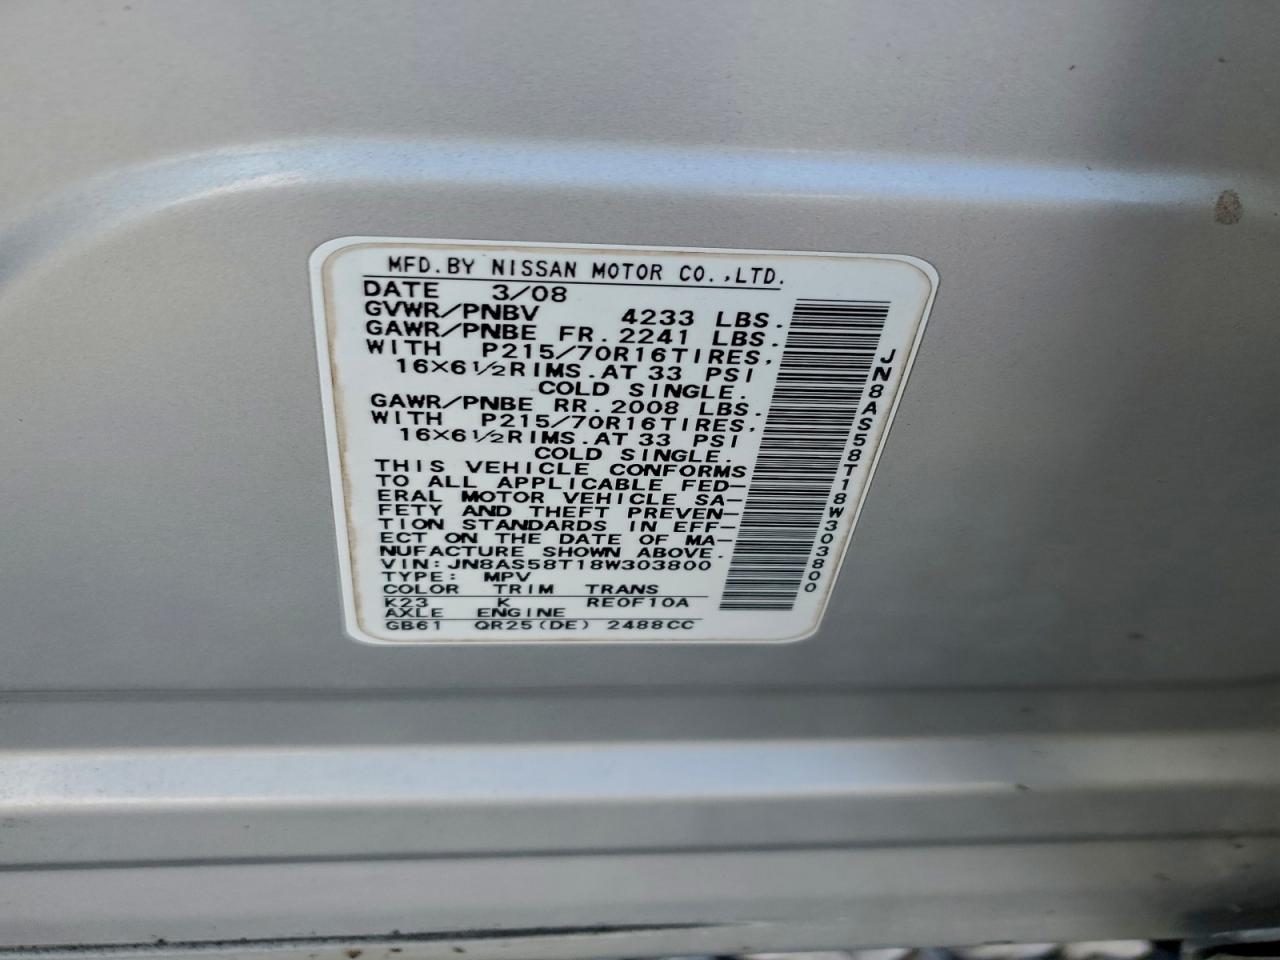 MFD.BY NISSAN MOTOR CO.,LTD.
DATE 3/08
GVWR/PNBV 4233 LBS.
GAWR/PNBE FR. 2241 LBS.
WITH P215/70R16TIRES,
16×6 1/2RIMS.AT 33 PSI
COLD SINGLE.
GAWR/PNBE RR. 2008 LBS.
WITH P215/70R16TIRES,
16×6 1/2RIMS.AT 33 PSI
COLD SINGLE.
THIS VEHICLE CONFORMS
TO ALL APPLICABLE FED-
ERAL MOTOR VEHICLE SA-
FETY AND THEFT PREVEN-
TION STANDARDS IN EFF-
ECT ON THE DATE OF MA-
NUFACTURE SHOWN ABOVE.
VIN:JN8AS58T18W303800
TYPE: MPV
COLOR TRIM TRANS
K23 K RE0F10A
AXLE ENGINE
GB61 QR25(DE) 2488CC
JN8AS58T18W303800